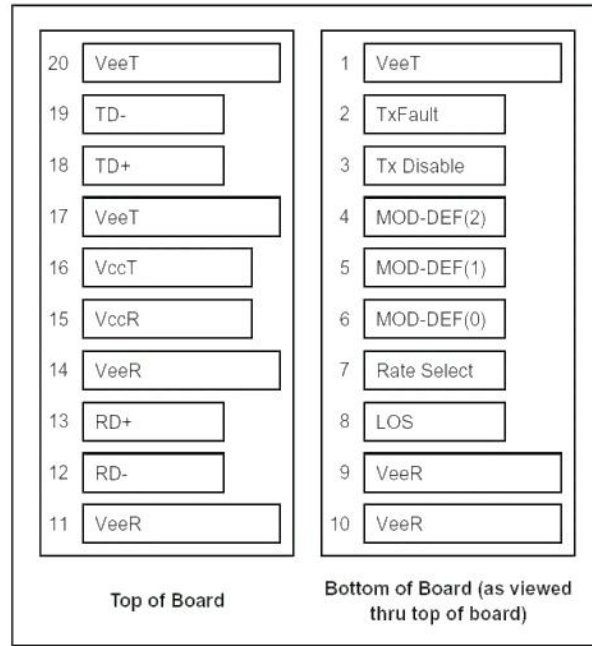 20 VeeT
19 TD-
18 TD+
17 VeeT
16 VccT
15 VccR
14 VeeR
13 RD+
12 RD-
11 VeeR
Top of Board
1 VeeT
2 TxFault
3 Tx Disable
4 MOD-DEF(2)
5 MOD-DEF(1)
6 MOD-DEF(0)
7 Rate Select
8 LOS
9 VeeR
10 VeeR
Bottom of Board (as viewed
thru top of board)